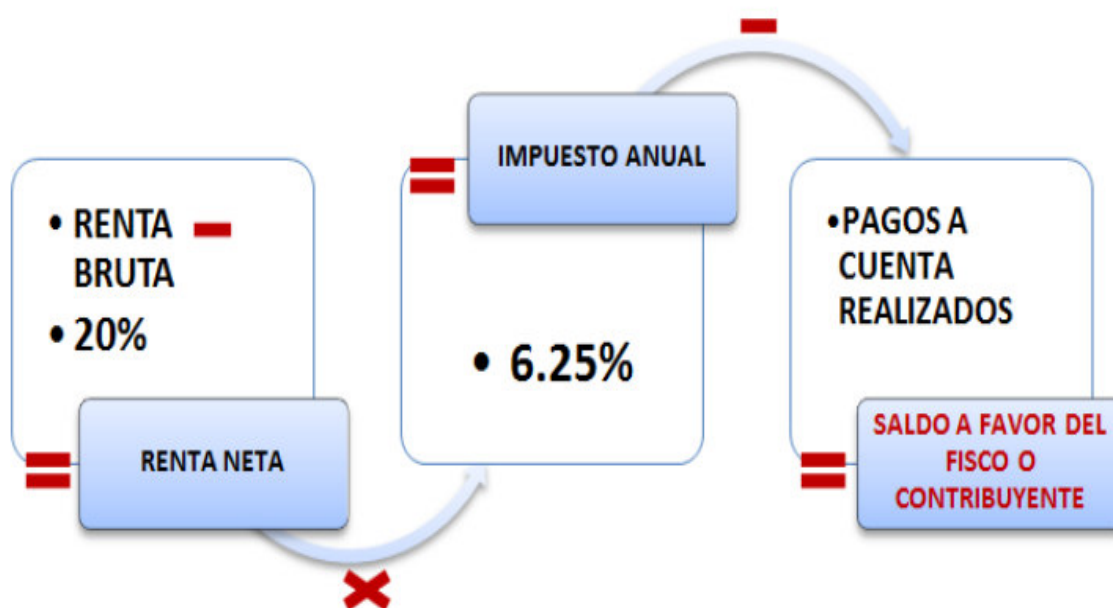 • RENTA
BRUTA
• 20%
RENTA NETA
IMPUESTO ANUAL
• 6.25%
•PAGOS A
CUENTA
REALIZADOS
SALDO A FAVOR DEL
FISCO O
CONTRIBUYENTE